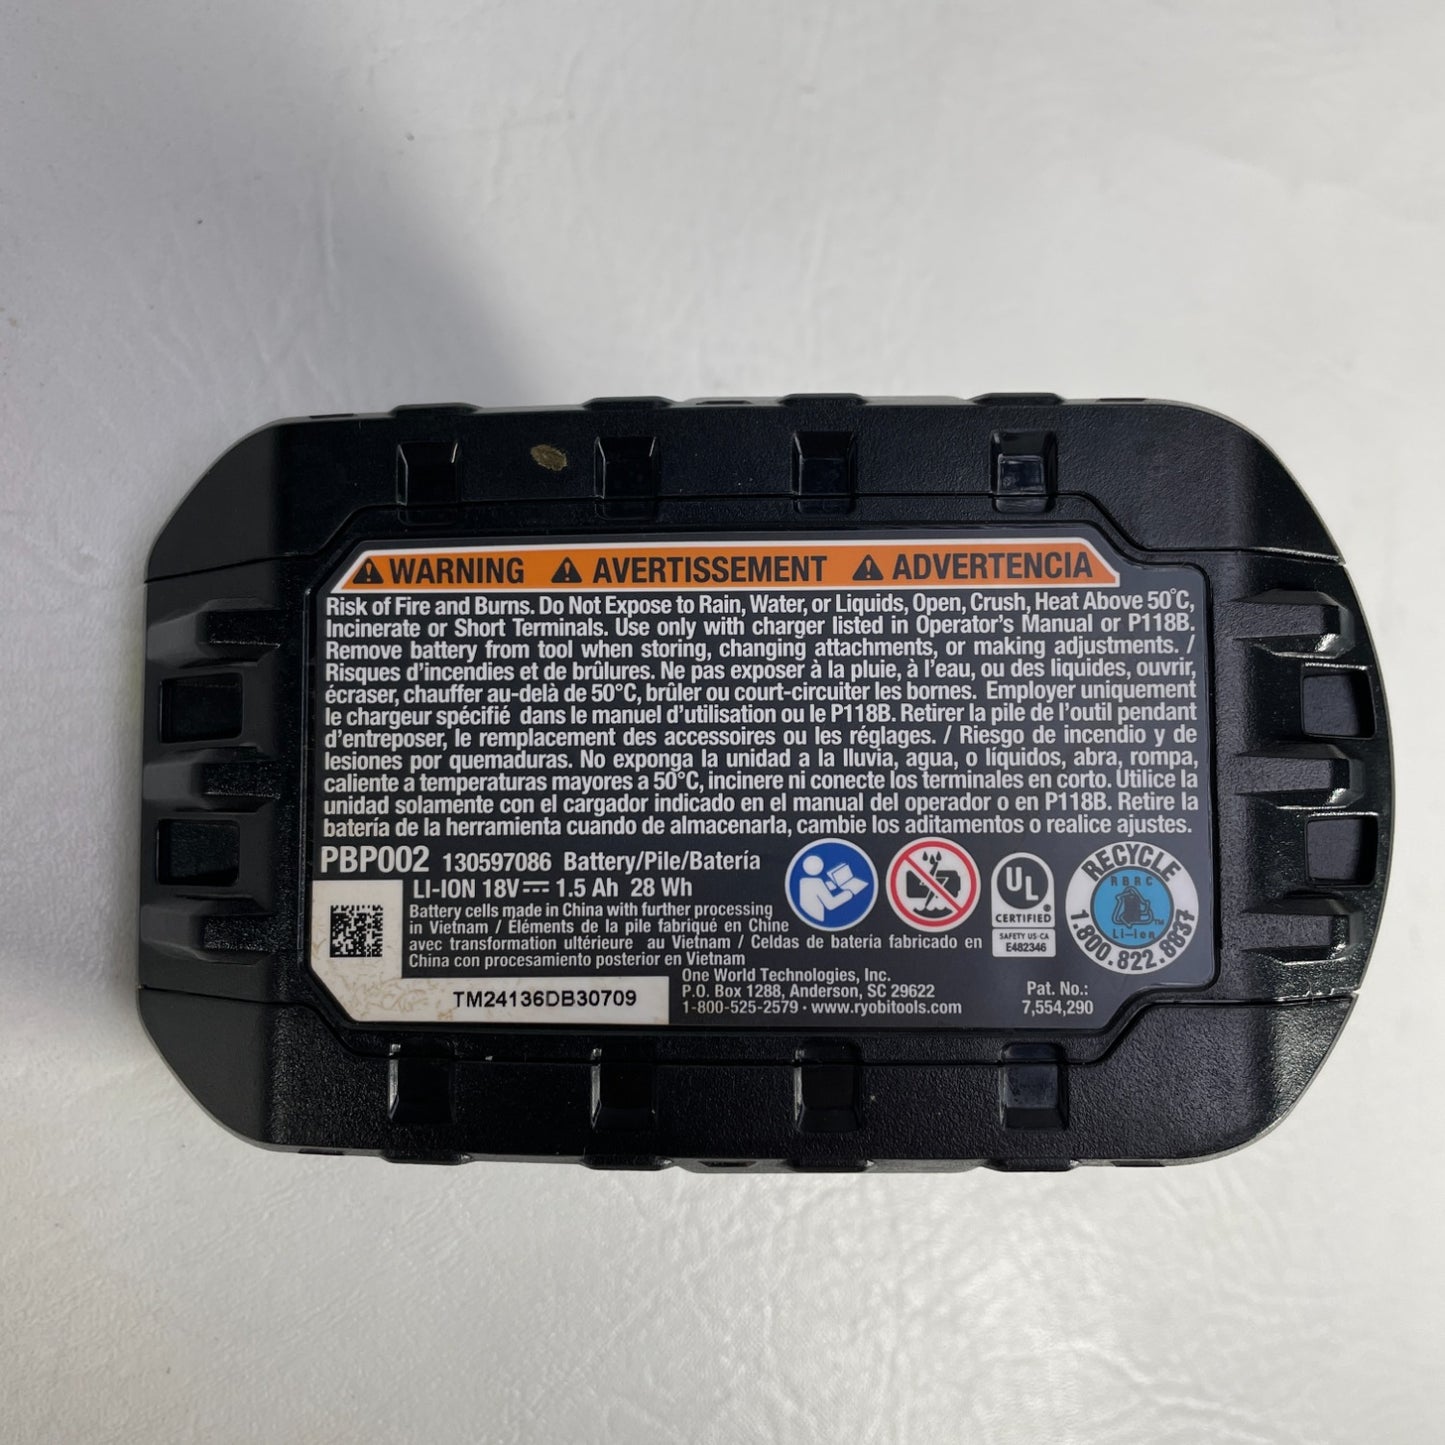 WARNING AVERTISSEMENT ADVERTENCIA
Risk of Fire and Burns. Do Not Expose to Rain, Water, or Liquids, Open, Crush, Heat Above 50°C,
Incinerate or Short Terminals. Use only with charger listed in Operator's Manual or P118B.
Remove battery from tool when storing, changing attachments, or making adjustments. /
Risques d'incendies et de brûlures. Ne pas exposer à la pluie, à l'eau, ou des liquides, ouvrir,
écraser, chauffer au-delà de 50°C, brûler ou court-circuiter les bornes. Employer uniquement
le chargeur spécifié dans le manuel d'utilisation ou le P118B. Retirer la pile de l'outil pendant
d'entreposer, le remplacement des accessoires ou les réglages. / Riesgo de incendio y de
lesiones por quemaduras. No exponga la unidad a la lluvia, agua, o líquidos, abra, rompa,
caliente a temperaturas mayores a 50°C, incinere ni conecte los terminales en corto. Utilice la
unidad solamente con el cargador indicado en el manual del operador o en P118B. Retire la
batería de la herramienta cuando de almacenarla, cambie los aditamentos o realice ajustes.
PBP002 130597086 Battery/Pile/Batería
LI-ION 18V 1.5 Ah 28 Wh
Battery cells made in China with further processing
in Vietnam / Eléments de la pile fabriqué en Chine
avec transformation ultérieure au Vietnam / Celdas de batería fabricado en
China con procesamiento posterior en Vietnam
UL
®
CERTIFIED
SAFETY US-CA
E482346
RECYCLE
RBRC
TM
Li-Ion
1.800.822.8837
TM24136DB30709
One World Technologies, Inc.
P.O. Box 1288, Anderson, SC 29622
1-800-525-2579 · www.ryobitools.com
Pat. No.:
7,554,290